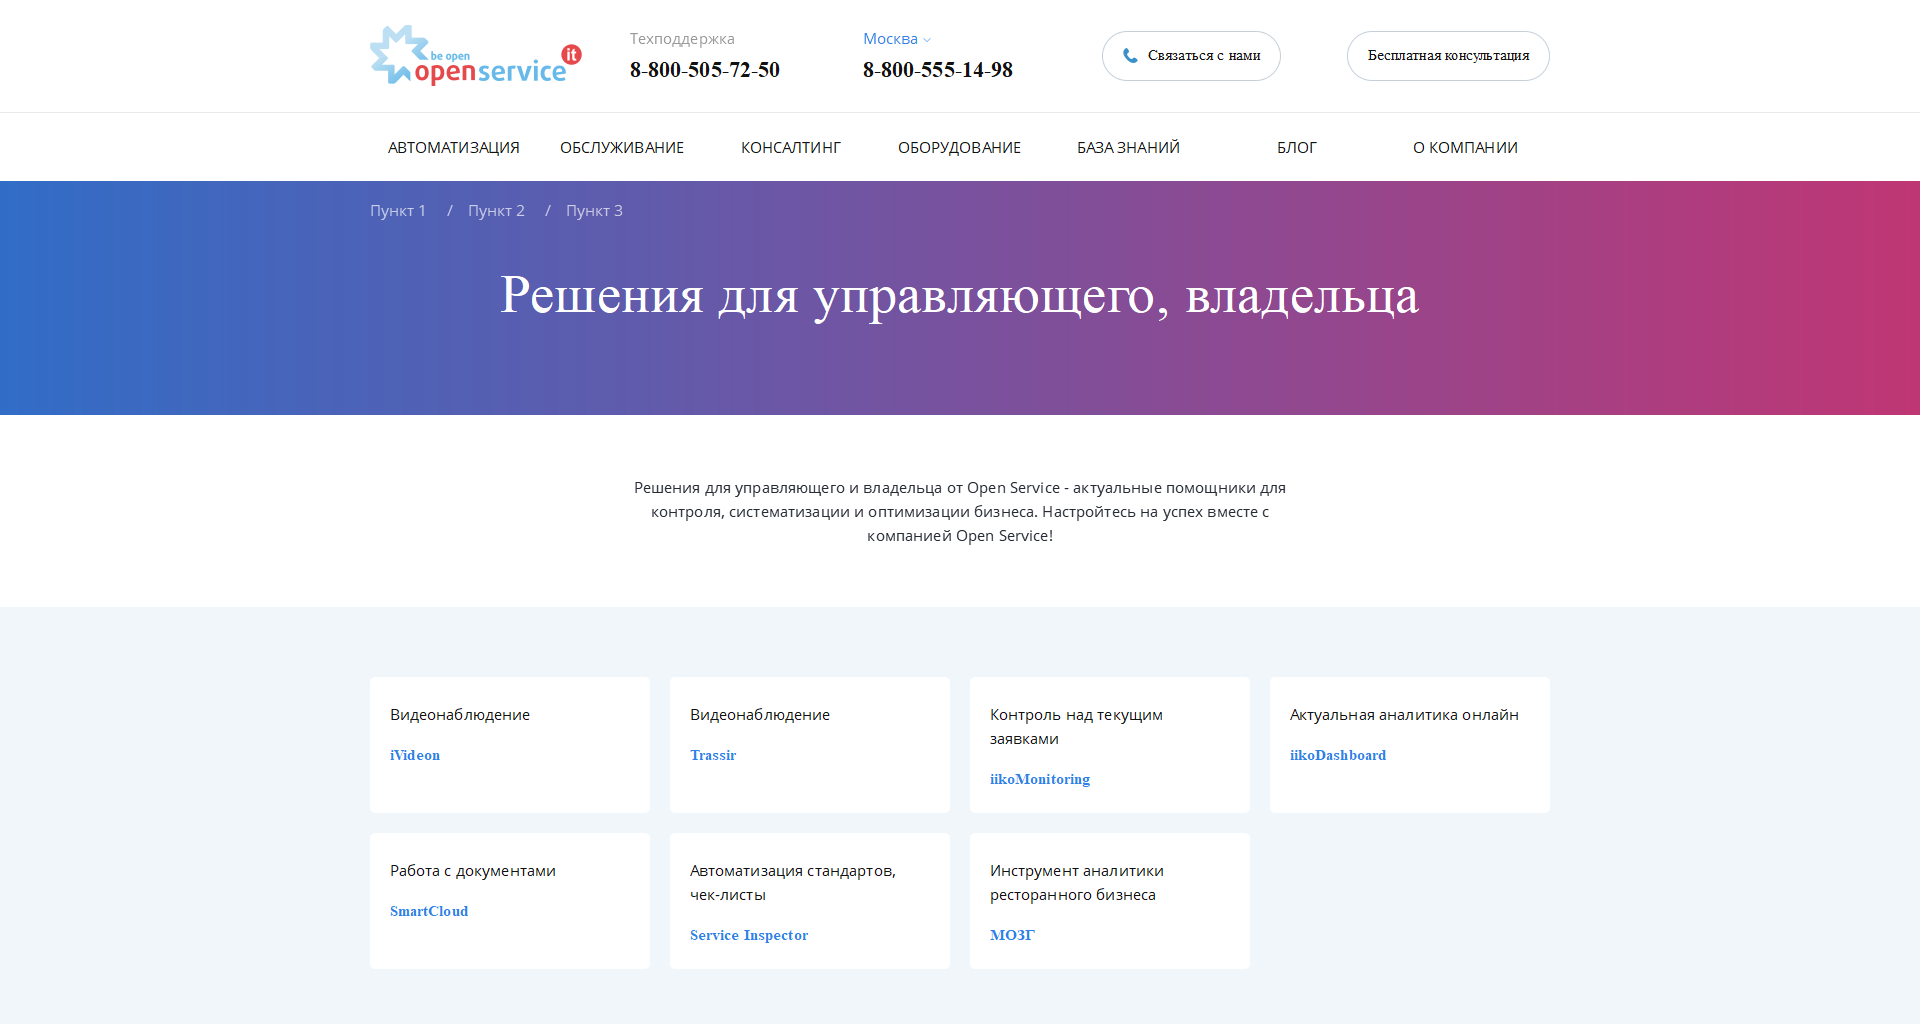 be open
openservice it
Техподдержка
8-800-505-72-50
Москва
8-800-555-14-98
Связаться с нами
Бесплатная консультация
АВТОМАТИЗАЦИЯ ОБСЛУЖИВАНИЕ КОНСАЛТИНГ ОБОРУДОВАНИЕ БАЗА ЗНАНИЙ БЛОГ О КОМПАНИИ
Пункт 1 / Пункт 2 / Пункт 3
Решения для управляющего, владельца
Решения для управляющего и владельца от Open Service - актуальные помощники для
контроля, систематизации и оптимизации бизнеса. Настройтесь на успех вместе с
компанией Open Service!
Видеонаблюдение
iVideon
Видеонаблюдение
Trassir
Контроль над текущим
заявками
iikoMonitoring
Актуальная аналитика онлайн
iikoDashboard
Работа с документами
SmartCloud
Автоматизация стандартов,
чек-листы
Service Inspector
Инструмент аналитики
ресторанного бизнеса
МОЗГ